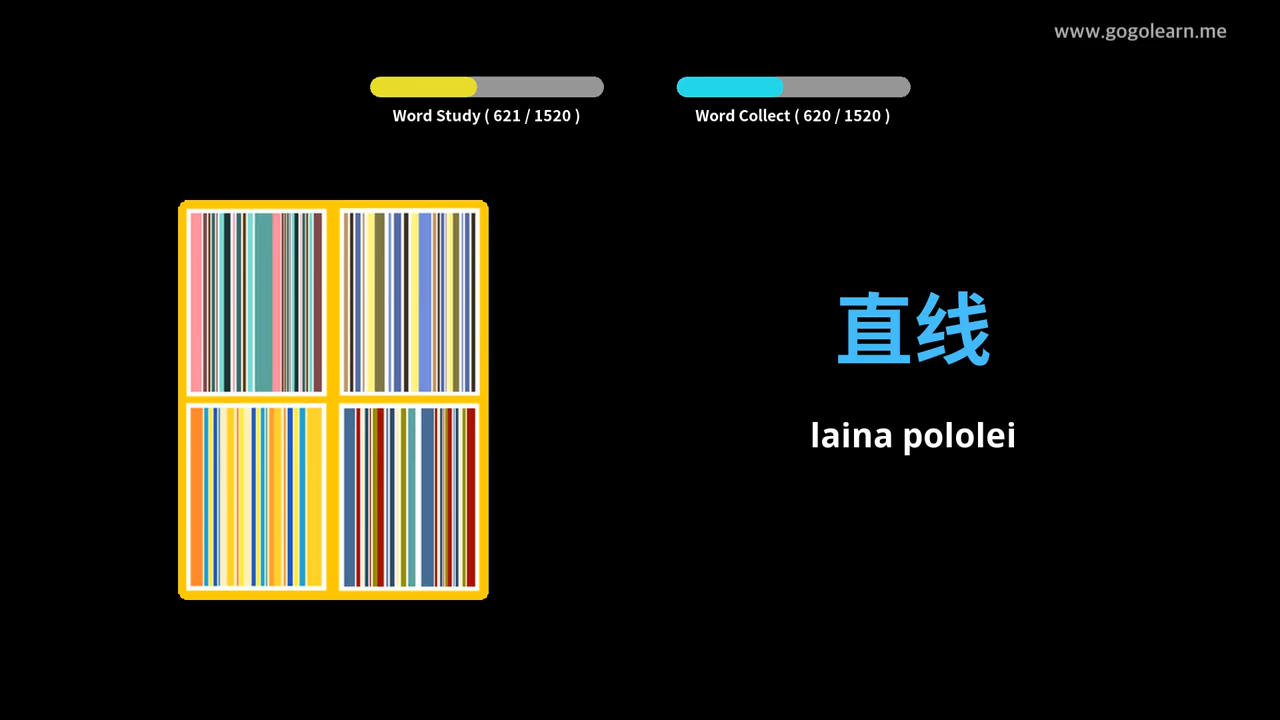 www.gogolearn.me
Word Study ( 621 / 1520 )
Word Collect ( 620 / 1520 )
直线
laina pololei